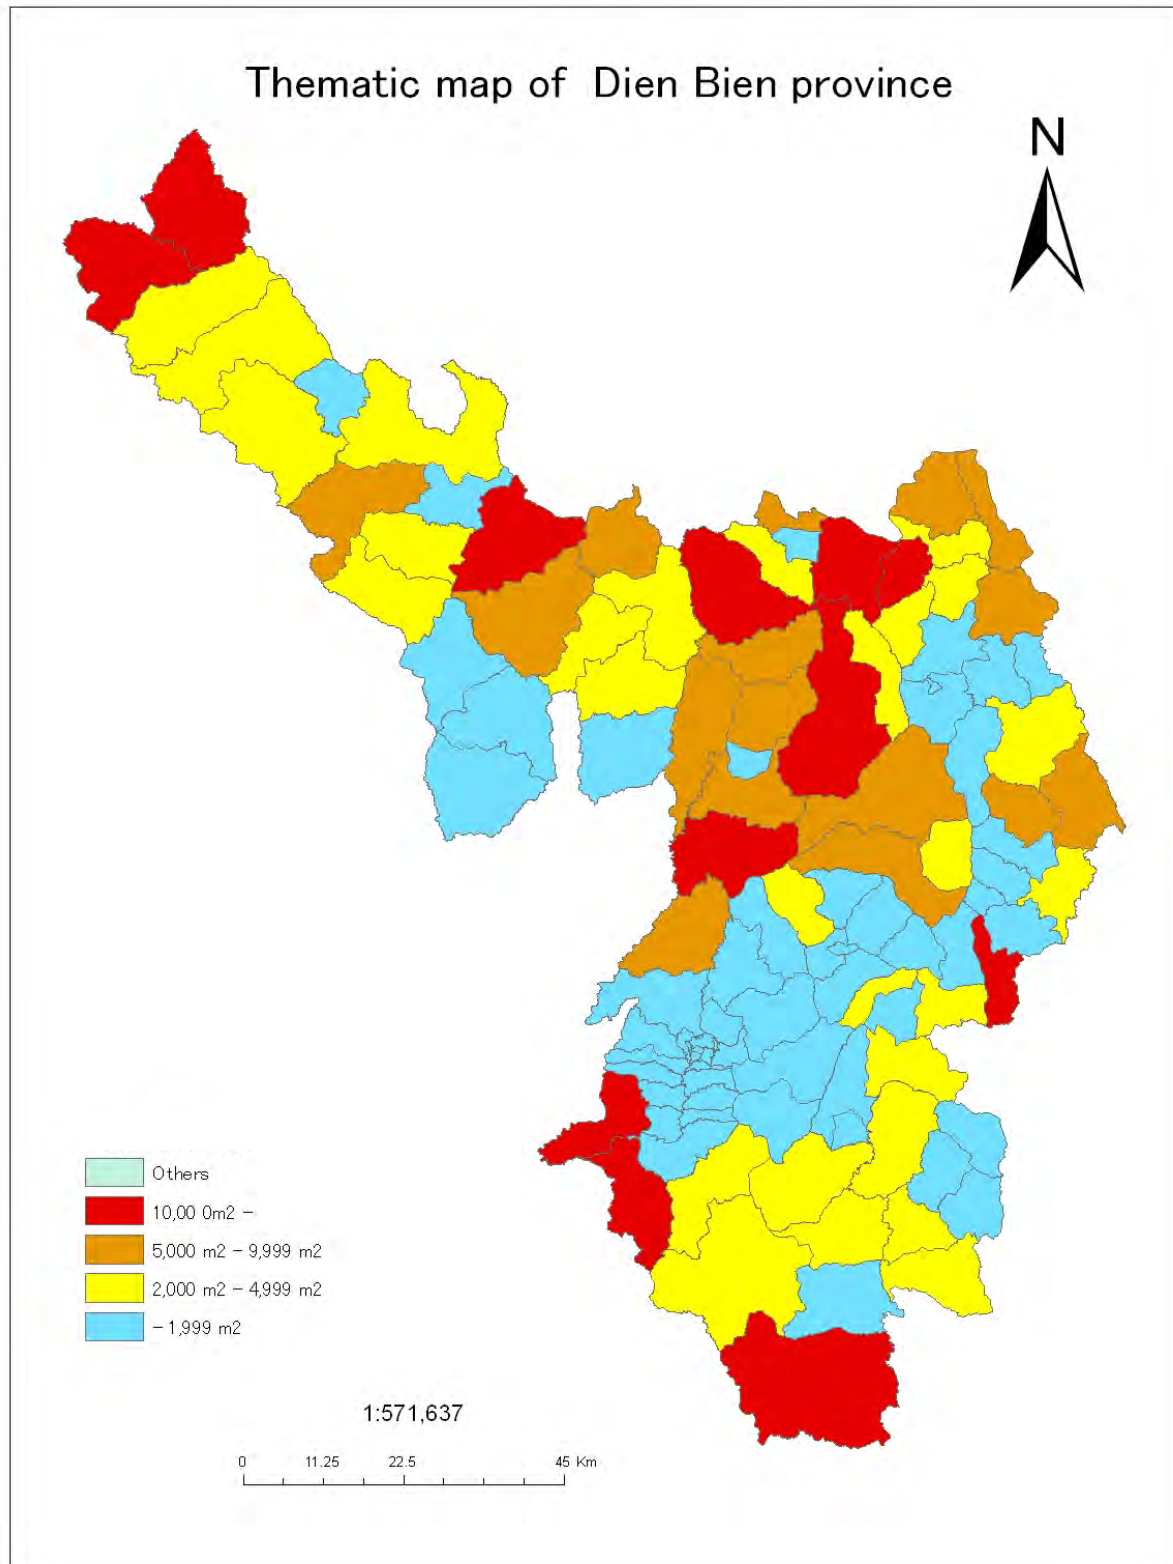 Thematic map of Dien Bien province
N
Others
10,00 0m2 -
5,000 m2 - 9,999 m2
2,000 m2 - 4,999 m2
- 1,999 m2
1:571,637
0 11.25 22.5 45 Km